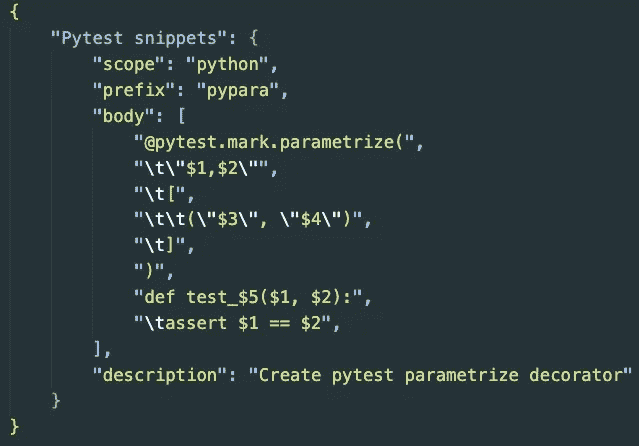 {
    "Pytest snippets": {
        "scope": "python",
        "prefix": "pypara",
        "body": [
            "@pytest.mark.parametrize(",
            "\t\"$1,$2\"",
            "\t[",
            "\t\t(\"$3\", \"$4\")",
            "\t]",
            ")",
            "def test_$5($1, $2):",
            "\tassert $1 == $2",
        ],
        "description": "Create pytest parametrize decorator"
    }
}